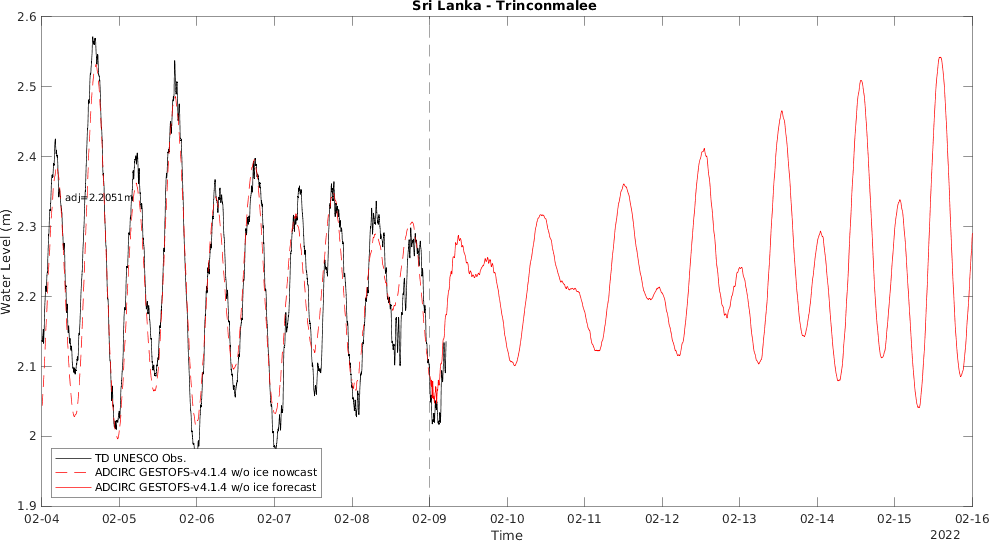 Sri Lanka - Trinconmalee
2.6
2.5
2.4
2.3
2.2
2.1
2
1.9
Water Level (m)
adj=2.2051m
TD UNESCO Obs.
ADCIRC GESTOFS-v4.1.4 w/o ice nowcast
ADCIRC GESTOFS-v4.1.4 w/o ice forecast
02-04 02-05 02-06 02-07 02-08 02-09 02-10 02-11 02-12 02-13 02-14 02-15 02-16
Time
2022